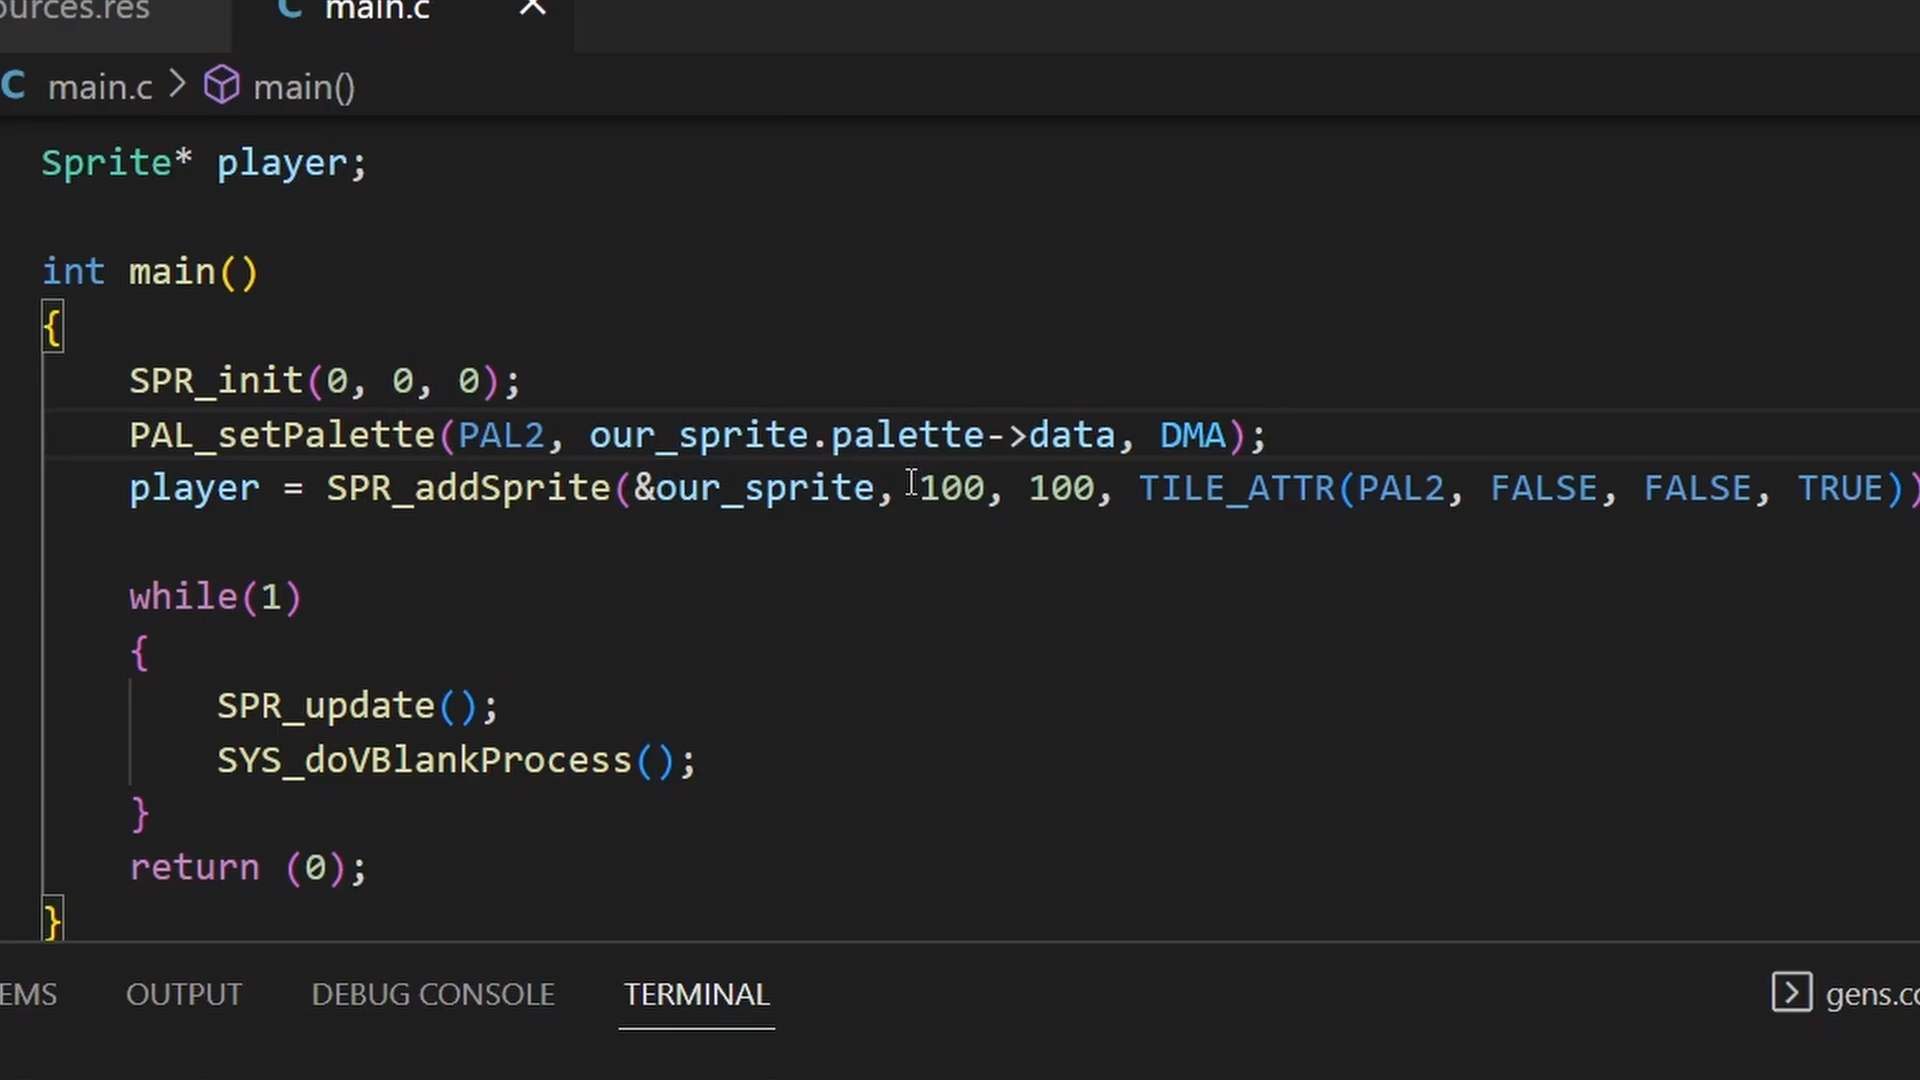 ources.res main.c
main.c > main()
Sprite* player;
int main()
{
SPR_init(0, 0, 0);
PAL_setPalette(PAL2, our_sprite.palette->data, DMA);
player = SPR_addSprite(&our_sprite, 100, 100, TILE_ATTR(PAL2, FALSE, FALSE, TRUE))
while(1)
{
SPR_update();
SYS_doVBlankProcess();
}
return (0);
}
EMS OUTPUT DEBUG CONSOLE TERMINAL gens.co